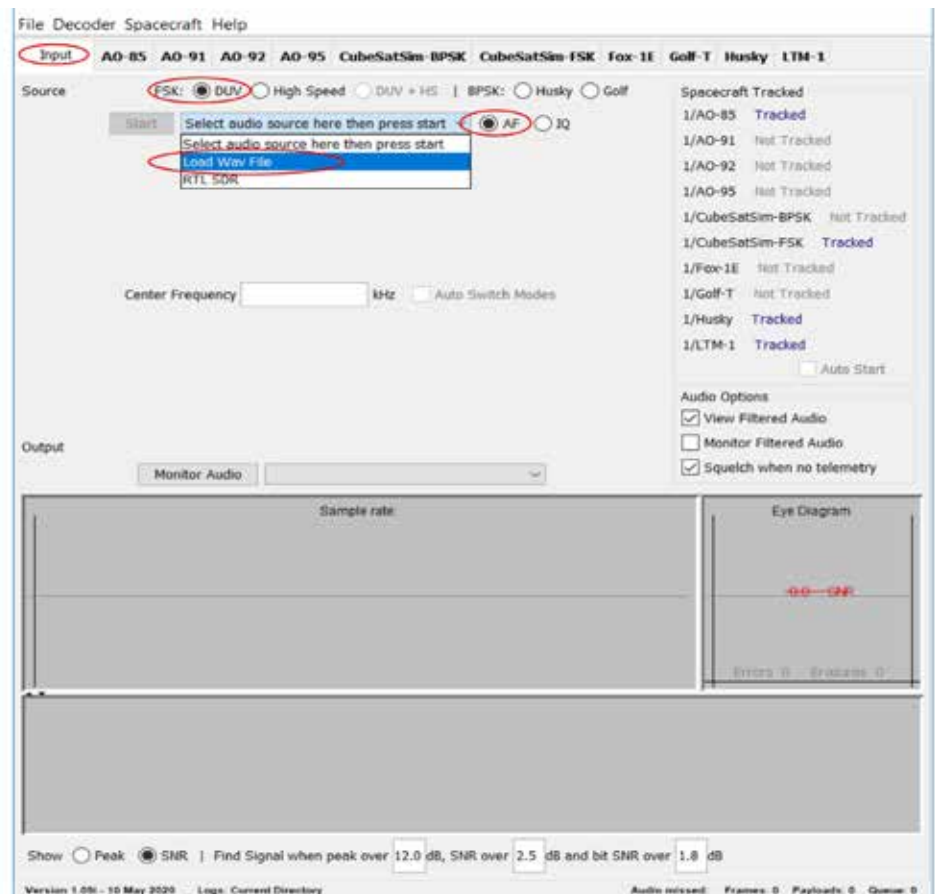 File Decoder Spacecraft Help
Input AO-85 AO-91 AO-92 AO-95 CubeSatSim-BPSK CubeSatSim-FSK Fox-1E Golf-T Husky LTM-1
Source
FSK: DUV High Speed DUV + HS | BPSK: Husky Golf
Start Select audio source here then press start AF IQ
Select audio source here then press start
Load Wav File
RTL SDR
Center Frequency kHz Auto Switch Modes
Spacecraft Tracked
1/AO-85 Tracked
1/AO-91 Not Tracked
1/AO-92 Not Tracked
1/AO-95 Not Tracked
1/CubeSatSim-BPSK Not Tracked
1/CubeSatSim-FSK Tracked
1/Fox-1E Not Tracked
1/Golf-T Not Tracked
1/Husky Tracked
1/LTM-1 Tracked
Auto Start
Audio Options
View Filtered Audio
Monitor Filtered Audio
Squelch when no telemetry
Output
Monitor Audio
Sample rate:
Eye Diagram
0.0 SNR
Errors 0 Erasures 0
Show Peak SNR | Find Signal when peak over 12.0 dB, SNR over 2.5 dB and bit SNR over 1.8 dB
Version 1.09i - 10 May 2020 Logs: Current Directory Audio missed: Frames: 0 Payloads: 0 Queue: 0